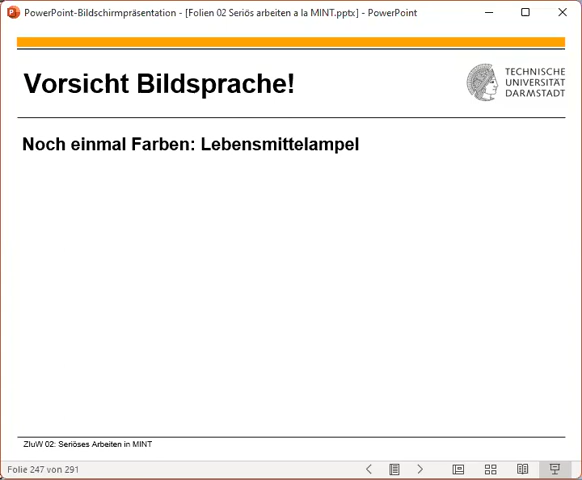 PowerPoint-Bildschirmpräsentation - [Folien 02 Seriös arbeiten a la MINT.pptx] - PowerPoint
Vorsicht Bildsprache!
TECHNISCHE
UNIVERSITÄT
DARMSTADT
Noch einmal Farben: Lebensmittelampel
ZIuW 02: Seriöses Arbeiten in MINT
Folie 247 von 291